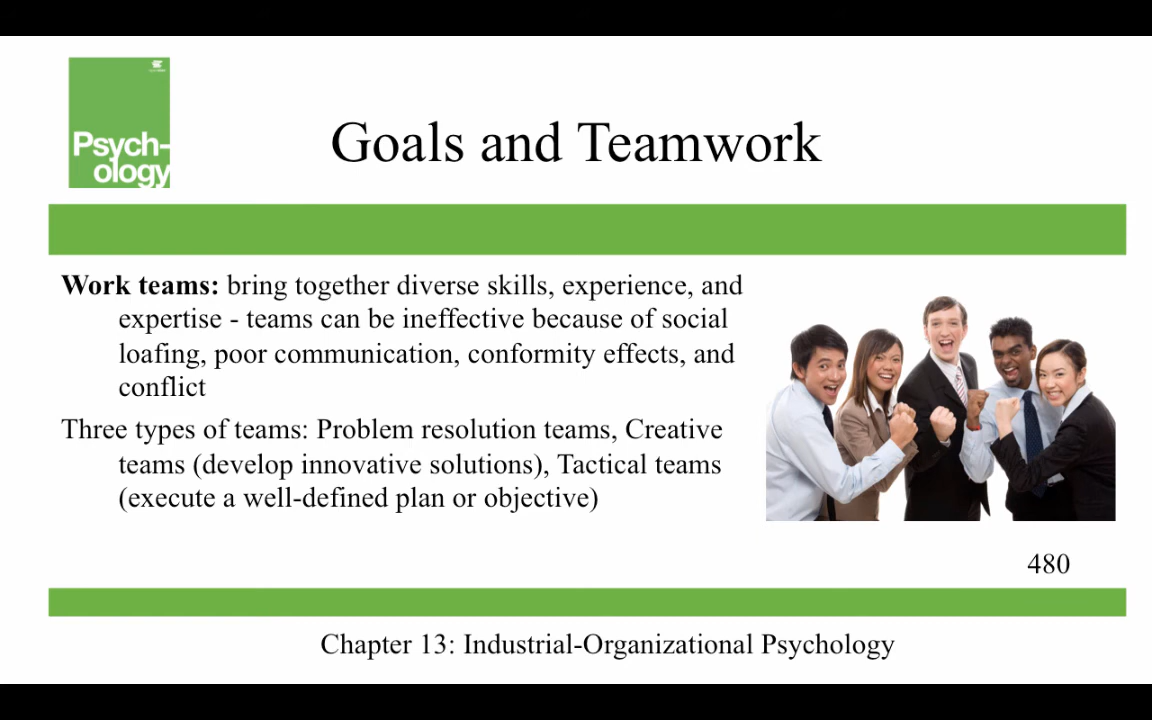 Psych-
ology
Goals and Teamwork
Work teams: bring together diverse skills, experience, and
expertise - teams can be ineffective because of social
loafing, poor communication, conformity effects, and
conflict
Three types of teams: Problem resolution teams, Creative
teams (develop innovative solutions), Tactical teams
(execute a well-defined plan or objective)
480
Chapter 13: Industrial-Organizational Psychology